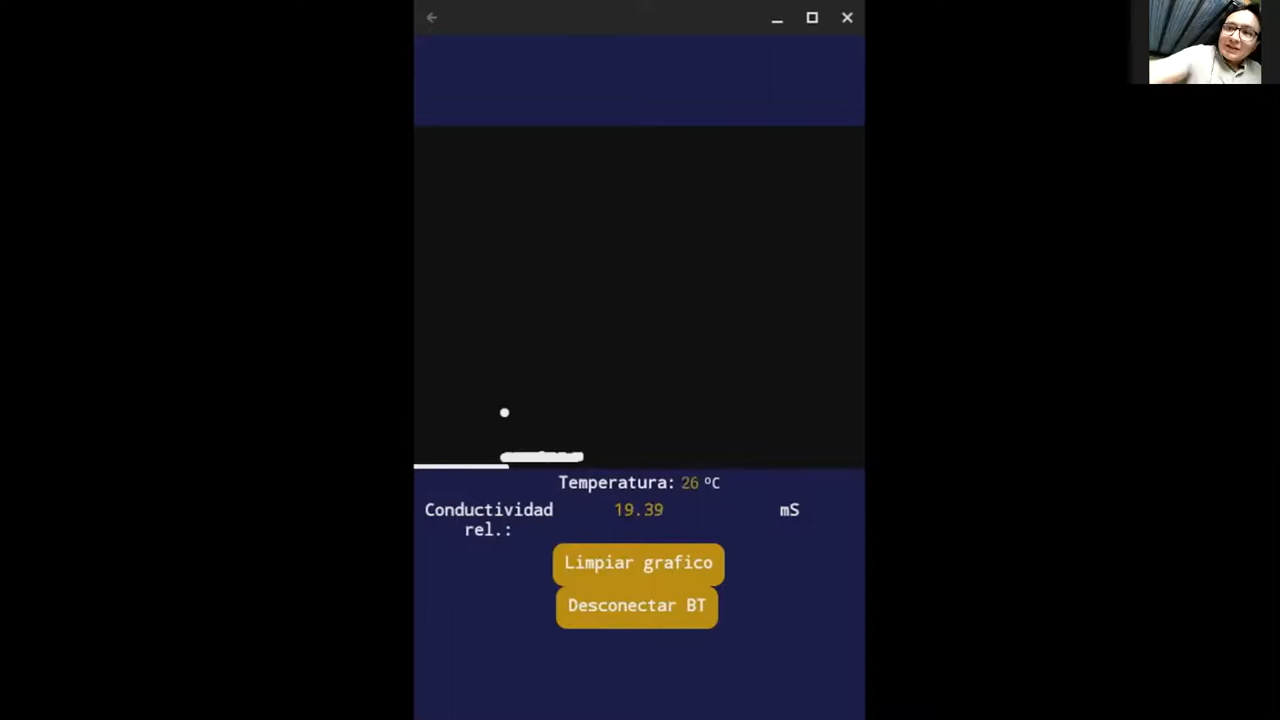 Temperatura: 26 ºC
Conductividad rel.: 19.39 mS
Limpiar grafico
Desconectar BT